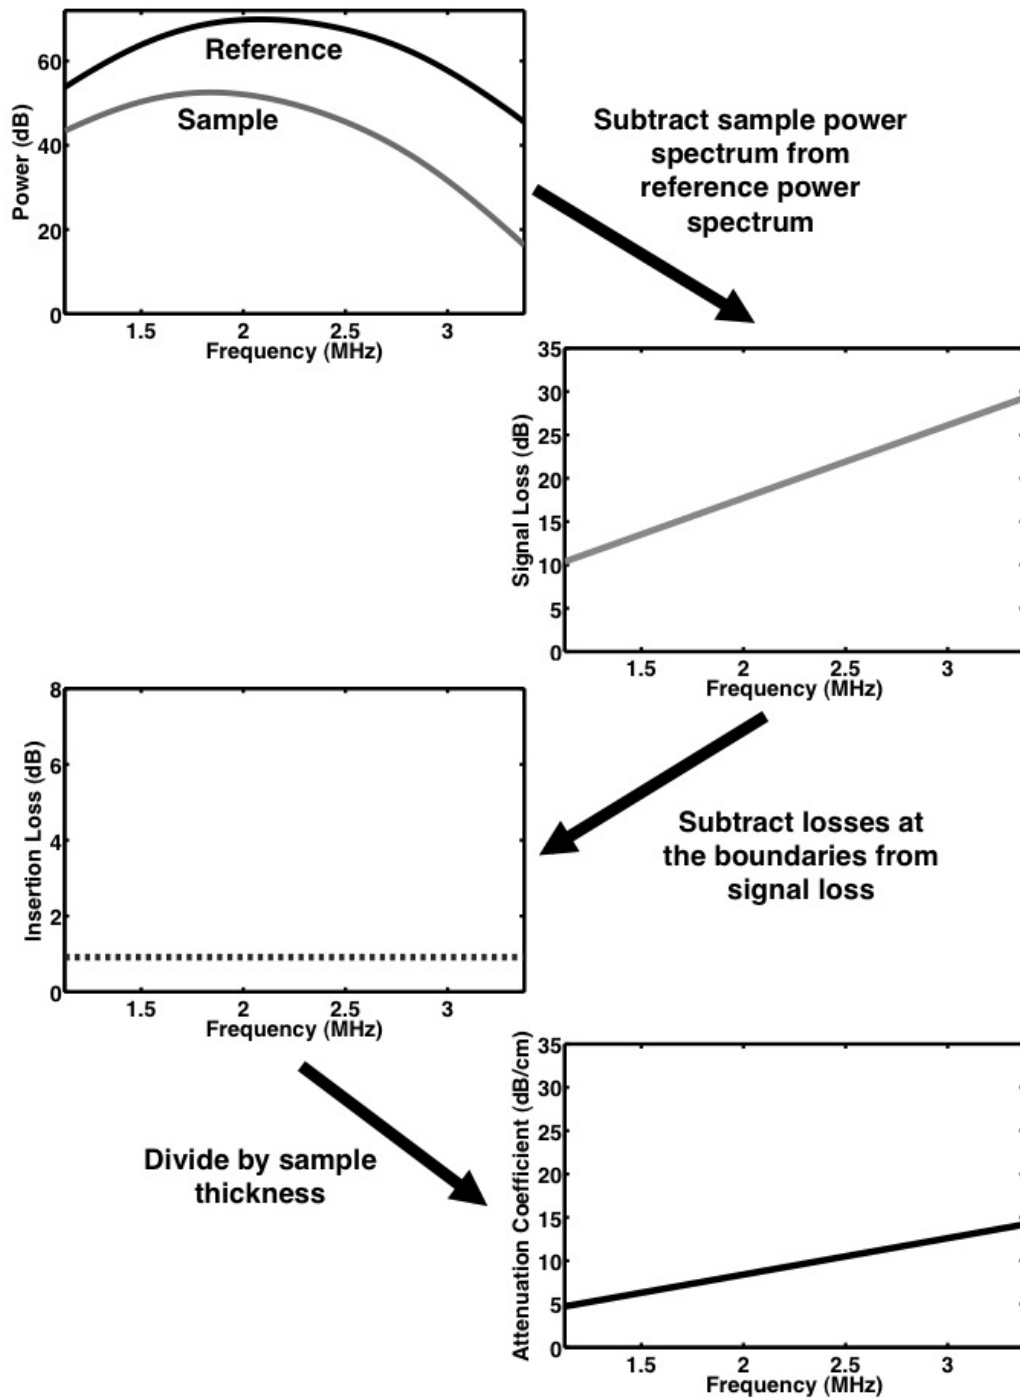 60
40
20
0
Power (dB)
Reference
Sample
1.5 2 2.5 3
Frequency (MHz)
Subtract sample power
spectrum from
reference power
spectrum
35
30
25
20
15
10
5
0
Signal Loss (dB)
1.5 2 2.5 3
Frequency (MHz)
8
6
4
2
0
Insertion Loss (dB)
1.5 2 2.5 3
Frequency (MHz)
Subtract losses at
the boundaries from
signal loss
Divide by sample
thickness
35
30
25
20
15
10
5
0
Attenuation Coefficient (dB/cm)
1.5 2 2.5 3
Frequency (MHz)